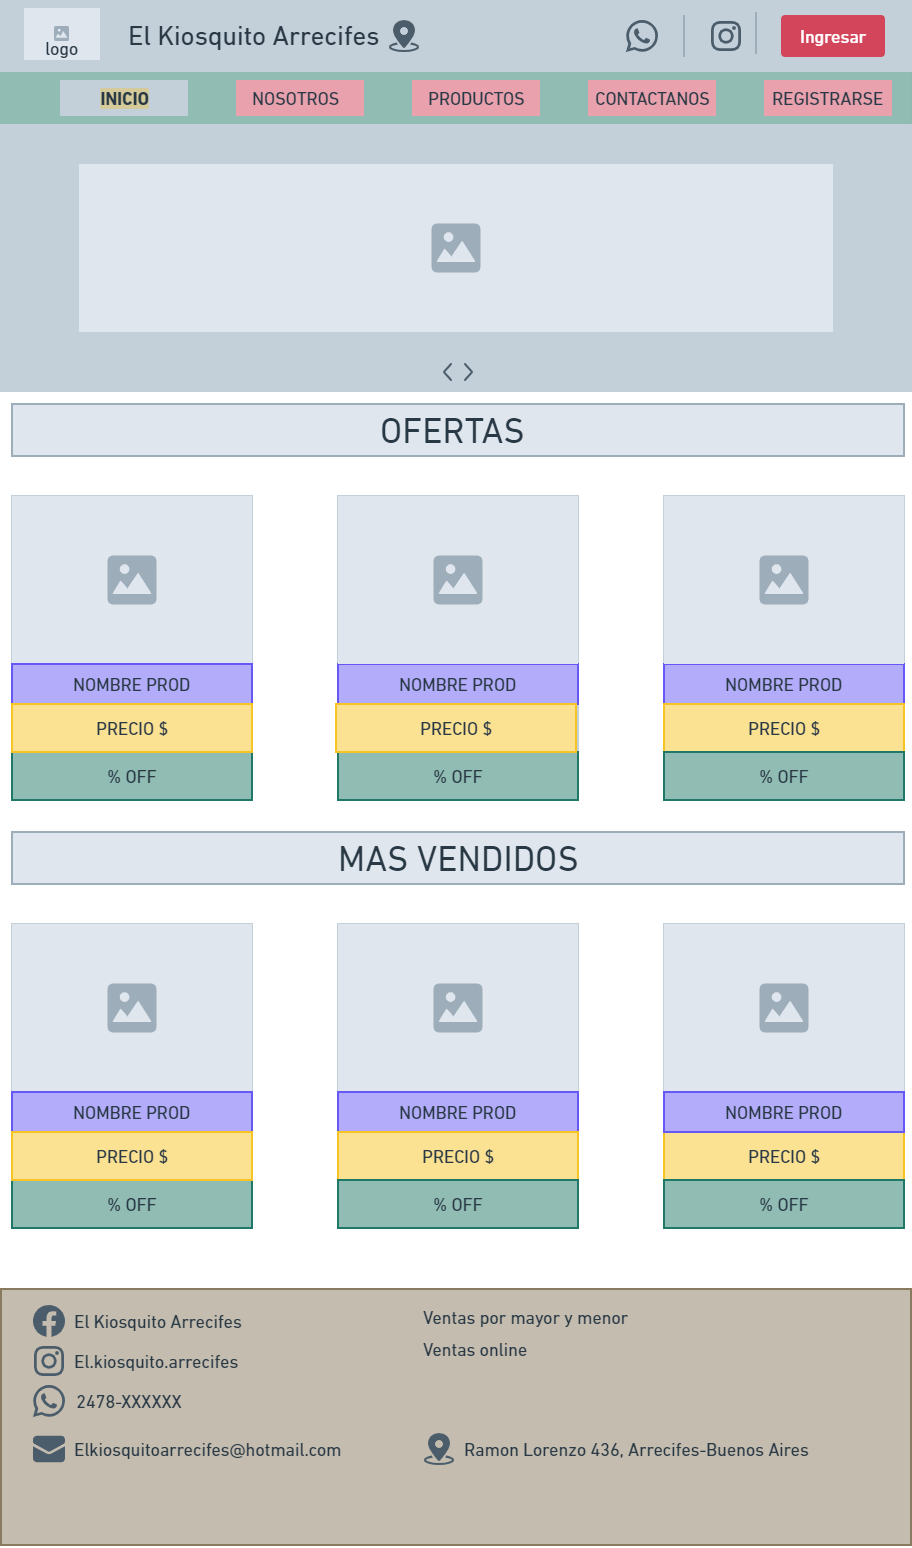 logo
El Kiosquito Arrecifes
Ingresar
INICIO
NOSOTROS
PRODUCTOS
CONTACTANOS
REGISTRARSE
OFERTAS
NOMBRE PROD
NOMBRE PROD
NOMBRE PROD
PRECIO $
PRECIO $
PRECIO $
% OFF
% OFF
% OFF
MAS VENDIDOS
NOMBRE PROD
NOMBRE PROD
NOMBRE PROD
PRECIO $
PRECIO $
PRECIO $
% OFF
% OFF
% OFF
El Kiosquito Arrecifes
El.kiosquito.arrecifes
2478-XXXXXX
Elkiosquitoarrecifes@hotmail.com
Ventas por mayor y menor
Ventas online
Ramon Lorenzo 436, Arrecifes-Buenos Aires